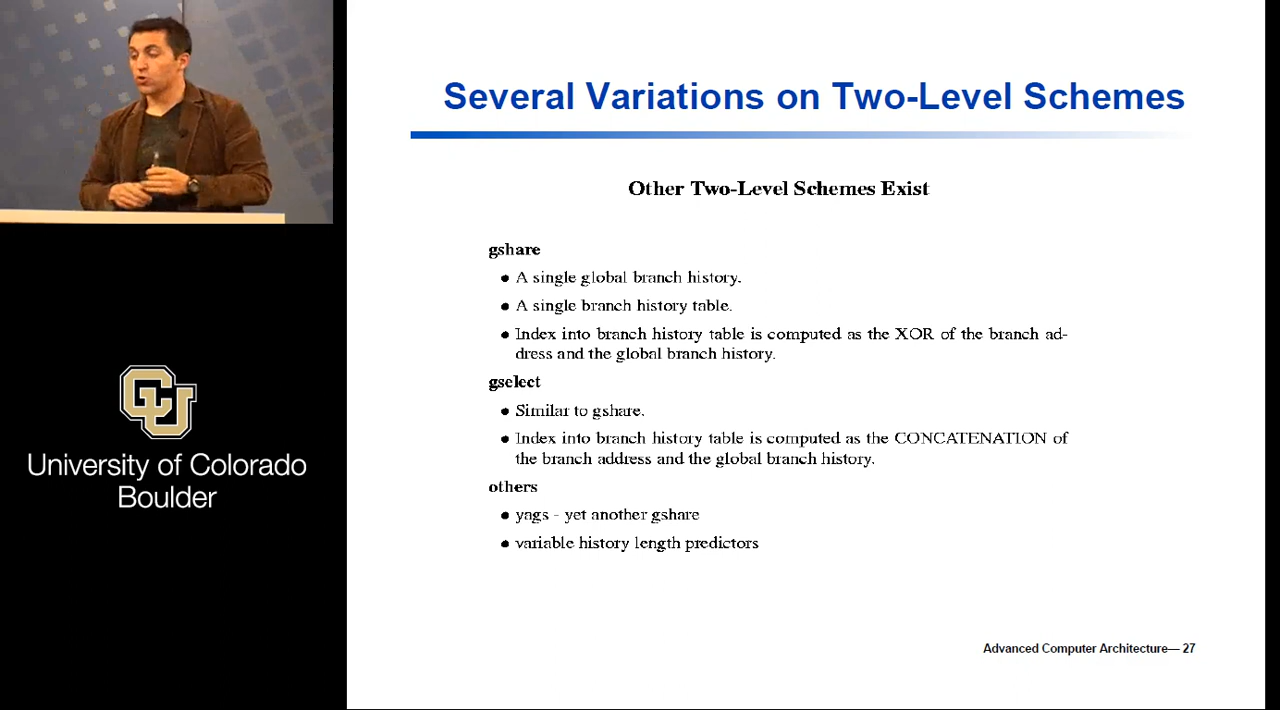 Several Variations on Two-Level Schemes
Other Two-Level Schemes Exist
gshare
• A single global branch history.
• A single branch history table.
• Index into branch history table is computed as the XOR of the branch ad-
dress and the global branch history.
gselect
• Similar to gshare.
• Index into branch history table is computed as the CONCATENATION of
the branch address and the global branch history.
others
• yags - yet another gshare
• variable history length predictors
Advanced Computer Architecture— 27
CU
University of Colorado
Boulder